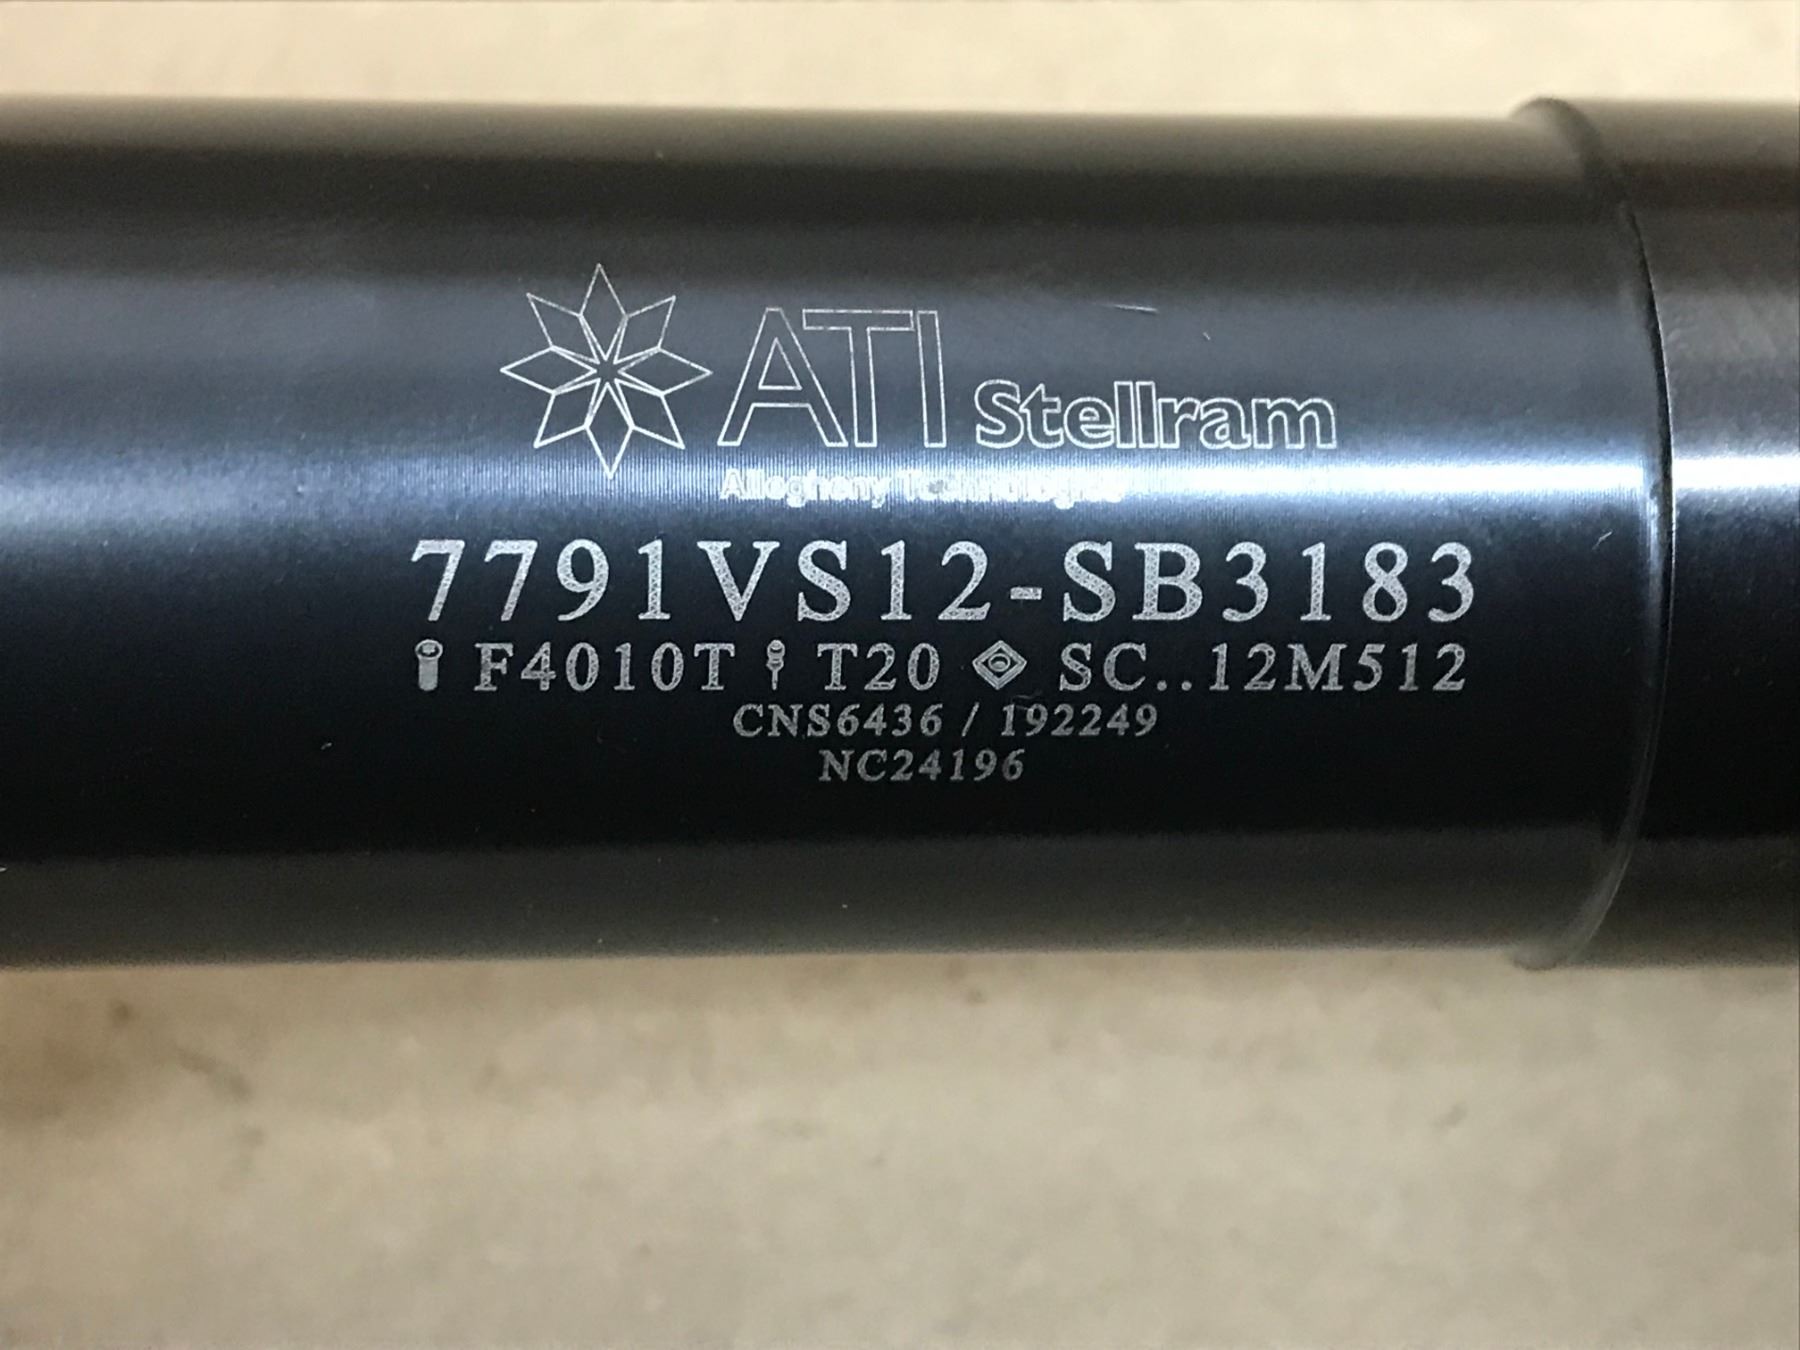 ATI Stellram
Allegheny Technologies
7791VS12-SB3183
F4010T T20 SC..12M512
CNS6436 / 192249
NC24196